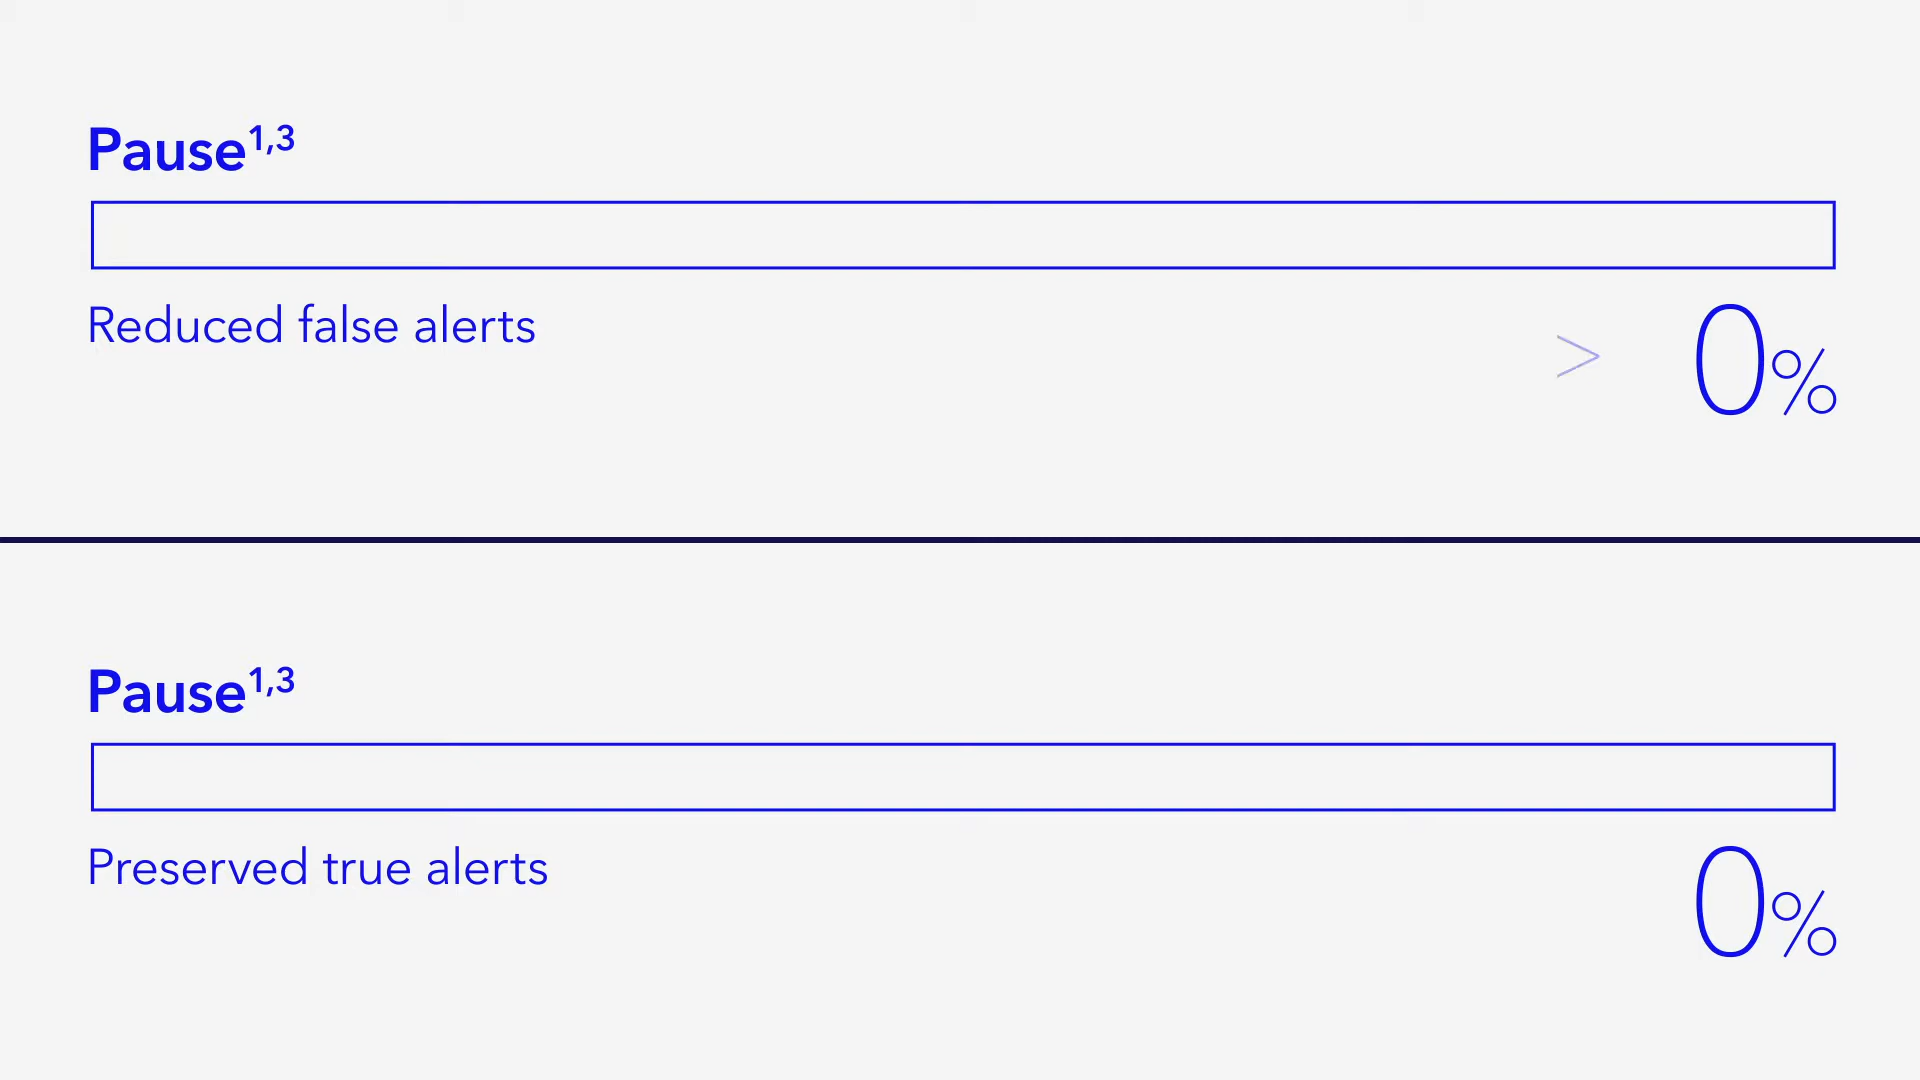 Pause1,3
Reduced false alerts
> 0%
Pause1,3
Preserved true alerts
0%